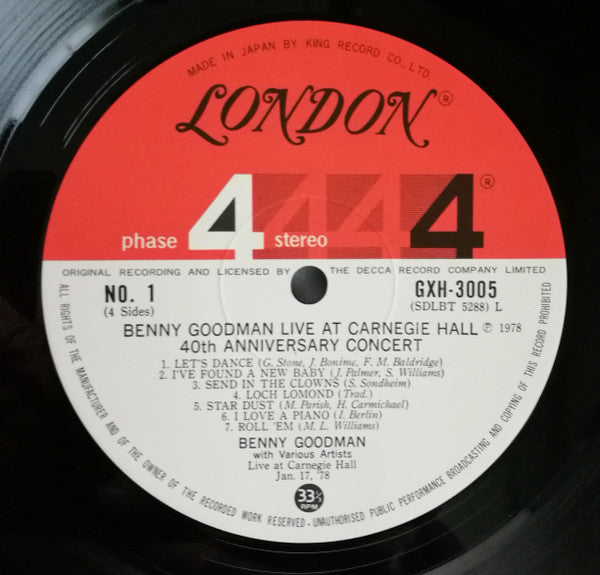 MADE IN JAPAN BY KING RECORD CO., LTD.
LONDON®
phase 4 stereo 4 4 4®
ORIGINAL RECORDING AND LICENSED BY THE DECCA RECORD COMPANY LIMITED
NO. 1
(4 Sides)
GXH-3005
(SDLBT 5288) L
BENNY GOODMAN LIVE AT CARNEGIE HALL ℗ 1978
40th ANNIVERSARY CONCERT
1. LET'S DANCE (G. Stone, J. Bonime, F. M. Baldridge)
2. I'VE FOUND A NEW BABY (J. Palmer, S. Williams)
3. SEND IN THE CLOWNS (S. Sondheim)
4. LOCH LOMOND (Trad.)
5. STAR DUST (M. Parish, H. Carmichael)
6. I LOVE A PIANO (I. Berlin)
7. ROLL 'EM (M. L. Williams)
BENNY GOODMAN
with Various Artists
Live at Carnegie Hall
Jan. 17, '78
33⅓
RPM
ALL RIGHTS OF THE MANUFACTURER AND OF THE OWNER OF THE RECORDED WORK RESERVED · UNAUTHORISED PUBLIC PERFORMANCE BROADCASTING AND COPYING OF THIS RECORD PROHIBITED